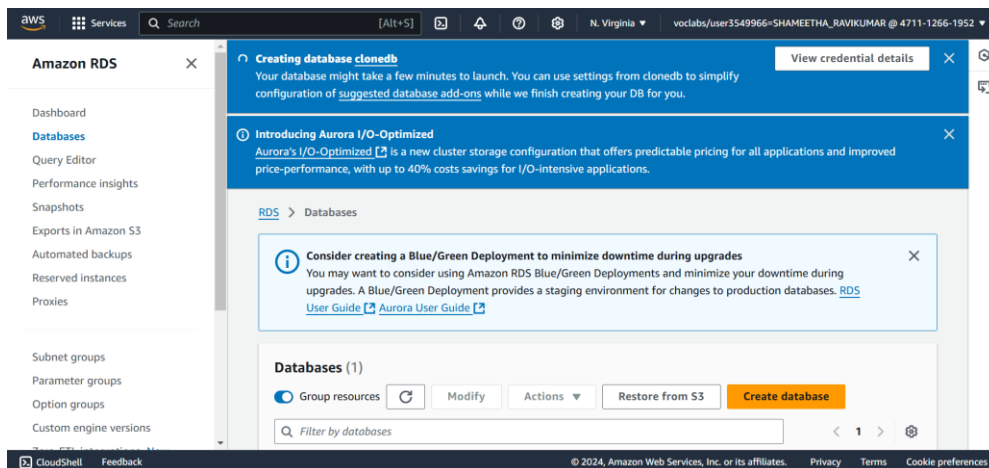 aws
Services
Search
[Alt+S]
N. Virginia
voclabs/user3549966=SHAMEETHA_RAVIKUMAR @ 4711-1266-1952
Amazon RDS
Dashboard
Databases
Query Editor
Performance insights
Snapshots
Exports in Amazon S3
Automated backups
Reserved instances
Proxies
Subnet groups
Parameter groups
Option groups
Custom engine versions
Creating database clonedb
View credential details
Your database might take a few minutes to launch. You can use settings from clonedb to simplify
configuration of suggested database add-ons while we finish creating your DB for you.
Introducing Aurora I/O-Optimized
Aurora's I/O-Optimized is a new cluster storage configuration that offers predictable pricing for all applications and improved
price-performance, with up to 40% costs savings for I/O-intensive applications.
RDS > Databases
Consider creating a Blue/Green Deployment to minimize downtime during upgrades
You may want to consider using Amazon RDS Blue/Green Deployments and minimize your downtime during
upgrades. A Blue/Green Deployment provides a staging environment for changes to production databases. RDS
User Guide Aurora User Guide
Databases (1)
Group resources
Modify
Actions
Restore from S3
Create database
Filter by databases
1
CloudShell
Feedback
© 2024, Amazon Web Services, Inc. or its affiliates.
Privacy
Terms
Cookie preferences